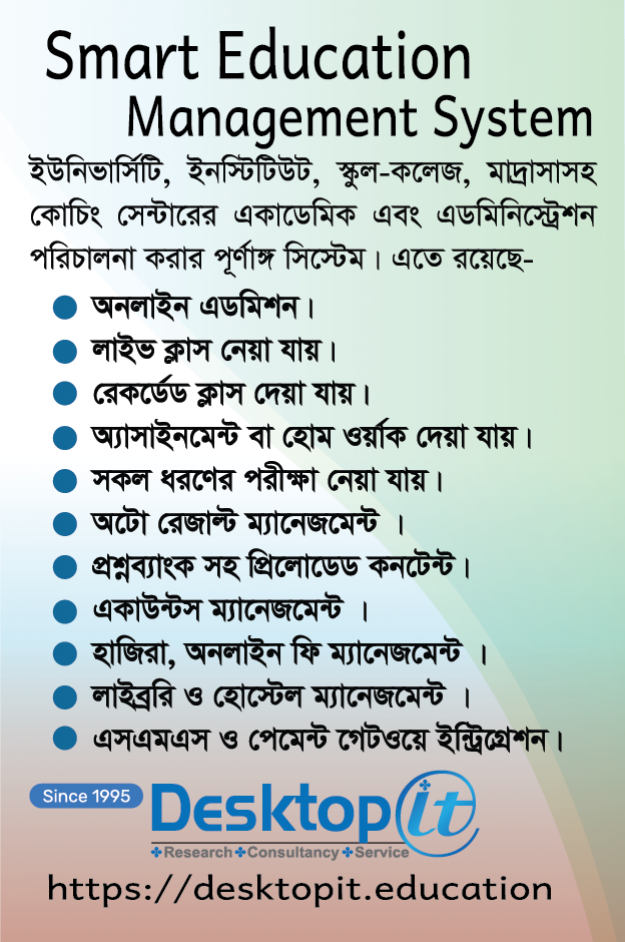 Smart Education
Management System
ইউনিভার্সিটি, ইনস্টিটিউট, স্কুল-কলেজ, মাদ্রাসাসহ
কোচিং সেন্টারের একাডেমিক এবং এডমিনিস্ট্রেশন
পরিচালনা করার পূর্ণাঙ্গ সিস্টেম। এতে রয়েছে-
● অনলাইন এডমিশন।
● লাইভ ক্লাস নেয়া যায়।
● রেকর্ডেড ক্লাস দেয়া যায়।
● অ্যাসাইনমেন্ট বা হোম ওর্য়াক দেয়া যায়।
● সকল ধরণের পরীক্ষা নেয়া যায়।
● অটো রেজাল্ট ম্যানেজমেন্ট ।
● প্রশ্নব্যাংক সহ প্রিলোডেড কনটেন্ট।
● একাউন্টস ম্যানেজমেন্ট ।
● হাজিরা, অনলাইন ফি ম্যানেজমেন্ট ।
● লাইব্ররি ও হোস্টেল ম্যানেজমেন্ট ।
● এসএমএস ও পেমেন্ট গেটওয়ে ইন্ট্রিগ্রেশন।
Since 1995
Desktop it
+Research+Consultancy+Service
https://desktopit.education